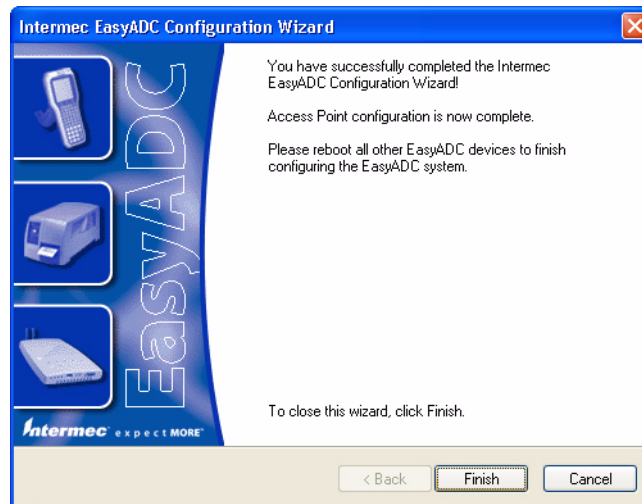 Intermec EasyADC Configuration Wizard
You have successfully completed the Intermec
EasyADC Configuration Wizard!
Access Point configuration is now complete.
Please reboot all other EasyADC devices to finish
configuring the EasyADC system.
EasyADC
To close this wizard, click Finish.
Intermec expect MORE
< Back
Finish
Cancel